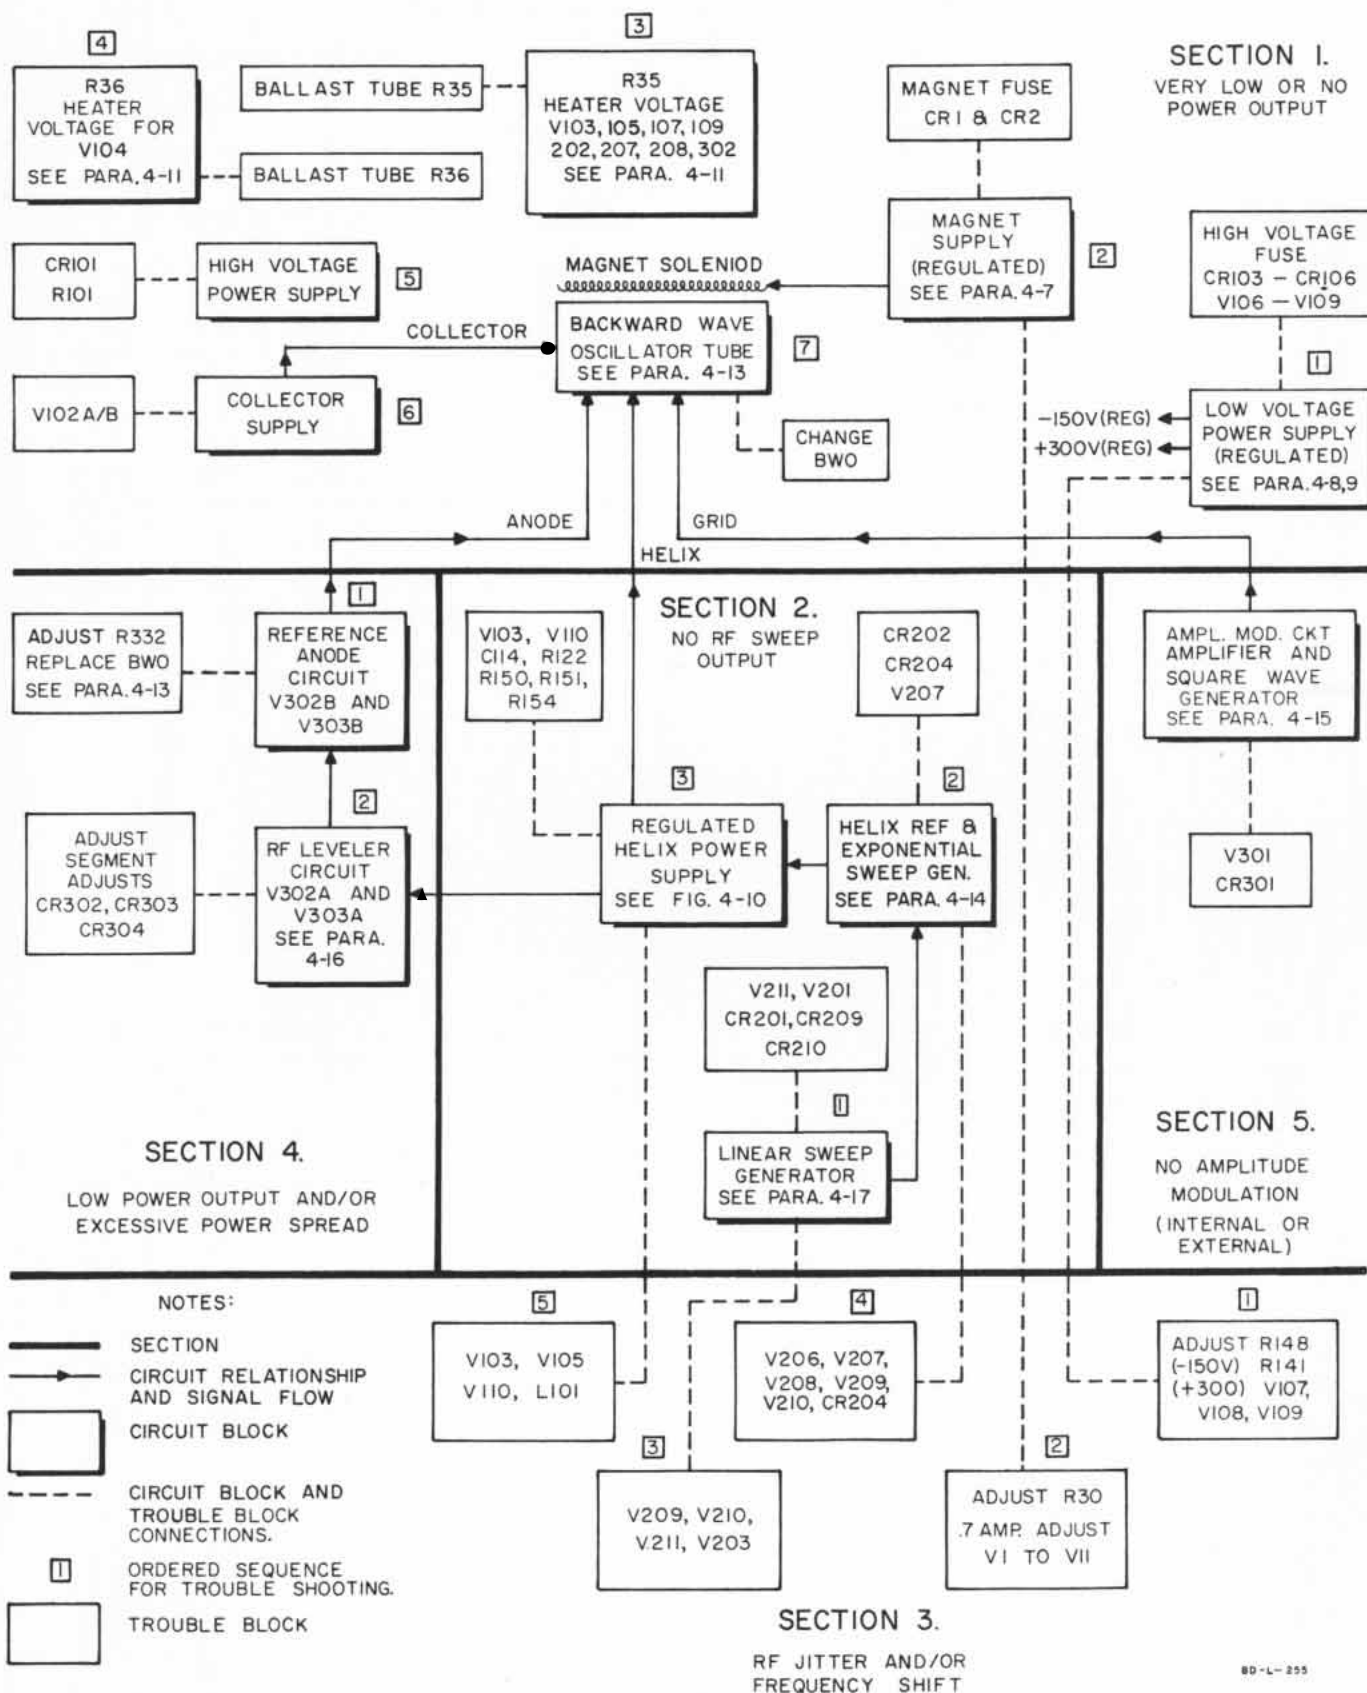 SECTION 1.
VERY LOW OR NO
POWER OUTPUT
4
R36
HEATER
VOLTAGE FOR
V104
SEE PARA. 4-11
BALLAST TUBE R35
BALLAST TUBE R36
3
R35
HEATER VOLTAGE
V103, 105, 107, 109
202, 207, 208, 302
SEE PARA. 4-11
MAGNET FUSE
CR1 & CR2
MAGNET
SUPPLY
(REGULATED)
SEE PARA. 4-7
2
HIGH VOLTAGE
FUSE
CR103 - CR106
V106 - V109
1
LOW VOLTAGE
POWER SUPPLY
(REGULATED)
SEE PARA. 4-8,9
-150V(REG)
+300V(REG)
CR101
R101
HIGH VOLTAGE
POWER SUPPLY
5
MAGNET SOLENIOD
COLLECTOR
BACKWARD WAVE
OSCILLATOR TUBE
SEE PARA. 4-13
7
V102 A/B
COLLECTOR
SUPPLY
6
CHANGE
BWO
ANODE
HELIX
GRID
1
ADJUST R332
REPLACE BWO
SEE PARA. 4-13
REFERENCE
ANODE
CIRCUIT
V302B AND
V303B
2
ADJUST
SEGMENT
ADJUSTS
CR302, CR303
CR304
RF LEVELER
CIRCUIT
V302A AND
V303A
SEE PARA.
4-16
SECTION 4.
LOW POWER OUTPUT AND/OR
EXCESSIVE POWER SPREAD
SECTION 2.
NO RF SWEEP
OUTPUT
V103, V110
C114, R122
R150, R151,
R154
CR202
CR204
V207
3
REGULATED
HELIX POWER
SUPPLY
SEE FIG. 4-10
2
HELIX REF &
EXPONENTIAL
SWEEP GEN.
SEE PARA. 4-14
V211, V201
CR201, CR209
CR210
1
LINEAR SWEEP
GENERATOR
SEE PARA. 4-17
AMPL. MOD. CKT
AMPLIFIER AND
SQUARE WAVE
GENERATOR
SEE PARA. 4-15
V301
CR301
SECTION 5.
NO AMPLITUDE
MODULATION
(INTERNAL OR
EXTERNAL)
NOTES:
SECTION
CIRCUIT RELATIONSHIP
AND SIGNAL FLOW
CIRCUIT BLOCK
CIRCUIT BLOCK AND
TROUBLE BLOCK
CONNECTIONS.
1
ORDERED SEQUENCE
FOR TROUBLE SHOOTING.
TROUBLE BLOCK
5
V103, V105
V110, L101
4
V206, V207,
V208, V209,
V210, CR204
1
ADJUST R148
(-150V) R141
(+300) V107,
V108, V109
3
V209, V210,
V211, V203
2
ADJUST R30
.7 AMP. ADJUST
V1 TO V11
SECTION 3.
RF JITTER AND/OR
FREQUENCY SHIFT
BD-L-255